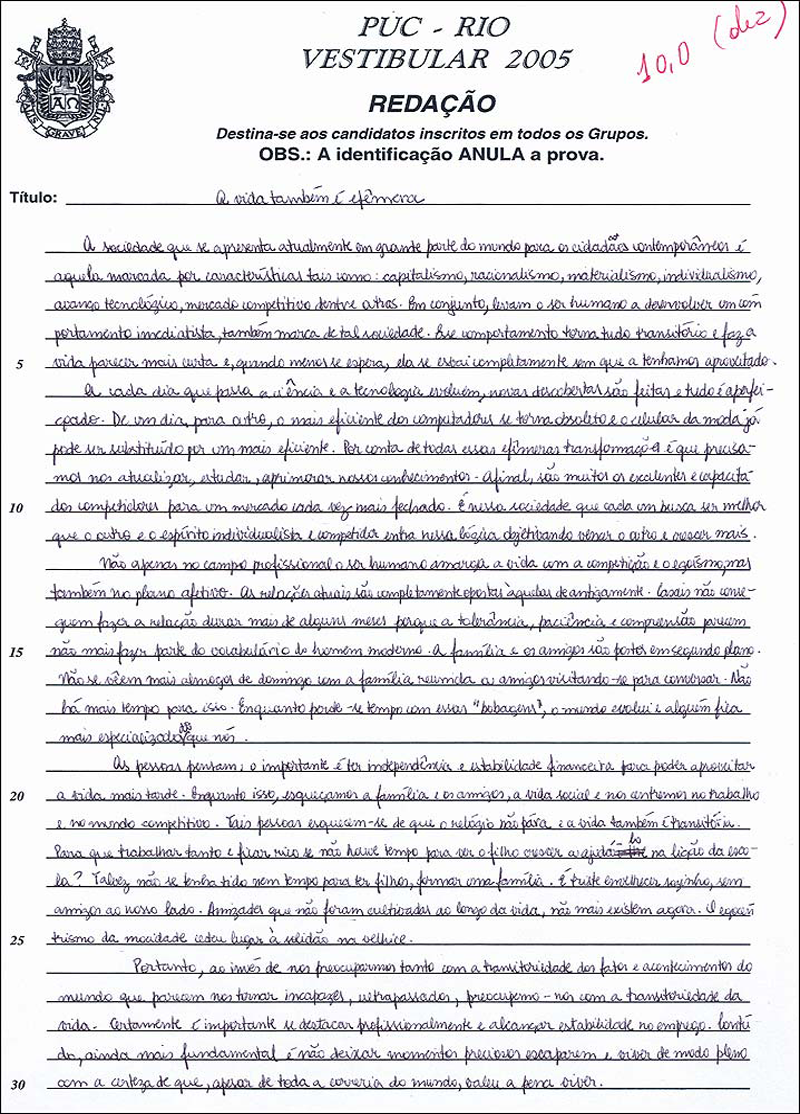 PUC - RIO
VESTIBULAR 2005
10,0 (dez)
REDAÇÃO
Destina-se aos candidatos inscritos em todos os Grupos.
OBS.: A identificação ANULA a prova.
Título: A vida também é efêmera
A sociedade que se apresenta atualmente em grande parte do mundo para os cidadãos contemporâneos é
aquela marcada por características tais como: capitalismo, racionalismo, materialismo, individualismo,
avanço tecnológico, mercado competitivo dentre outras. Em conjunto, levam o ser humano a desenvolver um com
portamento imediatista, também marca de tal sociedade. Esse comportamento torna tudo transitório e faz a
5 vida parecer mais curta e, quando menos se espera, ela se esvai completamente sem que a tenhamos aproveitado.
A cada dia que passa a ciência e a tecnologia evoluem, novas descobertas são feitas e tudo é aperfei-
çoado. De um dia para outro, o mais eficiente dos computadores se torna obsoleto e o celular da moda já
pode ser substituído por um mais eficiente. Por conta de todas essas efêmeras transformações é que precisa-
mos nos atualizar, estudar, aprimorar nossos conhecimentos. Afinal, são muitos os excelentes e capacita-
10 dos competidores para um mercado cada vez mais fechado. É nessa sociedade que cada um busca ser melhor
que o outro e o espírito individualista e competidor entra nessa lógica objetivando vencer o outro e crescer mais.
Não apenas no campo profissional o ser humano amarga a vida com a competição e o egoísmo, mas
também no plano afetivo. As relações atuais são completamente opostas àquelas de antigamente. Casais não conse-
guem fazer a relação durar mais de alguns meses porque a tolerância, paciência e compreensão parecem
15 não mais fazer parte do vocabulário do homem moderno. A família e os amigos são postos em segundo plano.
Não se vêem mais almoços de domingo com a família reunida ou amigos visitando-se para conversar. Não
há mais tempo para isso. Enquanto perde-se tempo com essas "bobagens", o mundo evolui e alguém fica
mais especializado do que nós.
As pessoas pensam: o importante é ter independência e estabilidade financeira para poder aproveitar
20 a vida mais tarde. Enquanto isso, esqueçamos a família e os amigos, a vida social e nos centremos no trabalho
e no mundo competitivo. Tais pessoas esquecem-se de que o relógio não pára e a vida também é transitória.
Para que trabalhar tanto e ficar rico se não houve tempo para ver o filho crescer ou ajudá-lo na lição da esco-
la? Talvez não se tenha tido nem tempo para ter filhos, formar uma família. É triste envelhecer sozinho, sem
amigos ao nosso lado. Amizades que não foram cultivadas ao longo da vida, não mais existem agora. O egocen
25 trismo da mocidade cedeu lugar à solidão na velhice.
Portanto, ao invés de nos preocuparmos tanto com a transitoriedade dos fatos e acontecimentos do
mundo que parecem nos tornar incapazes, ultrapassados, preocupemo-nos com a transitoriedade da
vida. Certamente é importante se destacar profissionalmente e alcançar estabilidade no emprego. Contu
do, ainda mais fundamental é não deixar momentos preciosos escaparem e viver de modo pleno
30 com a certeza de que, apesar de toda a correria do mundo, valeu a pena viver.